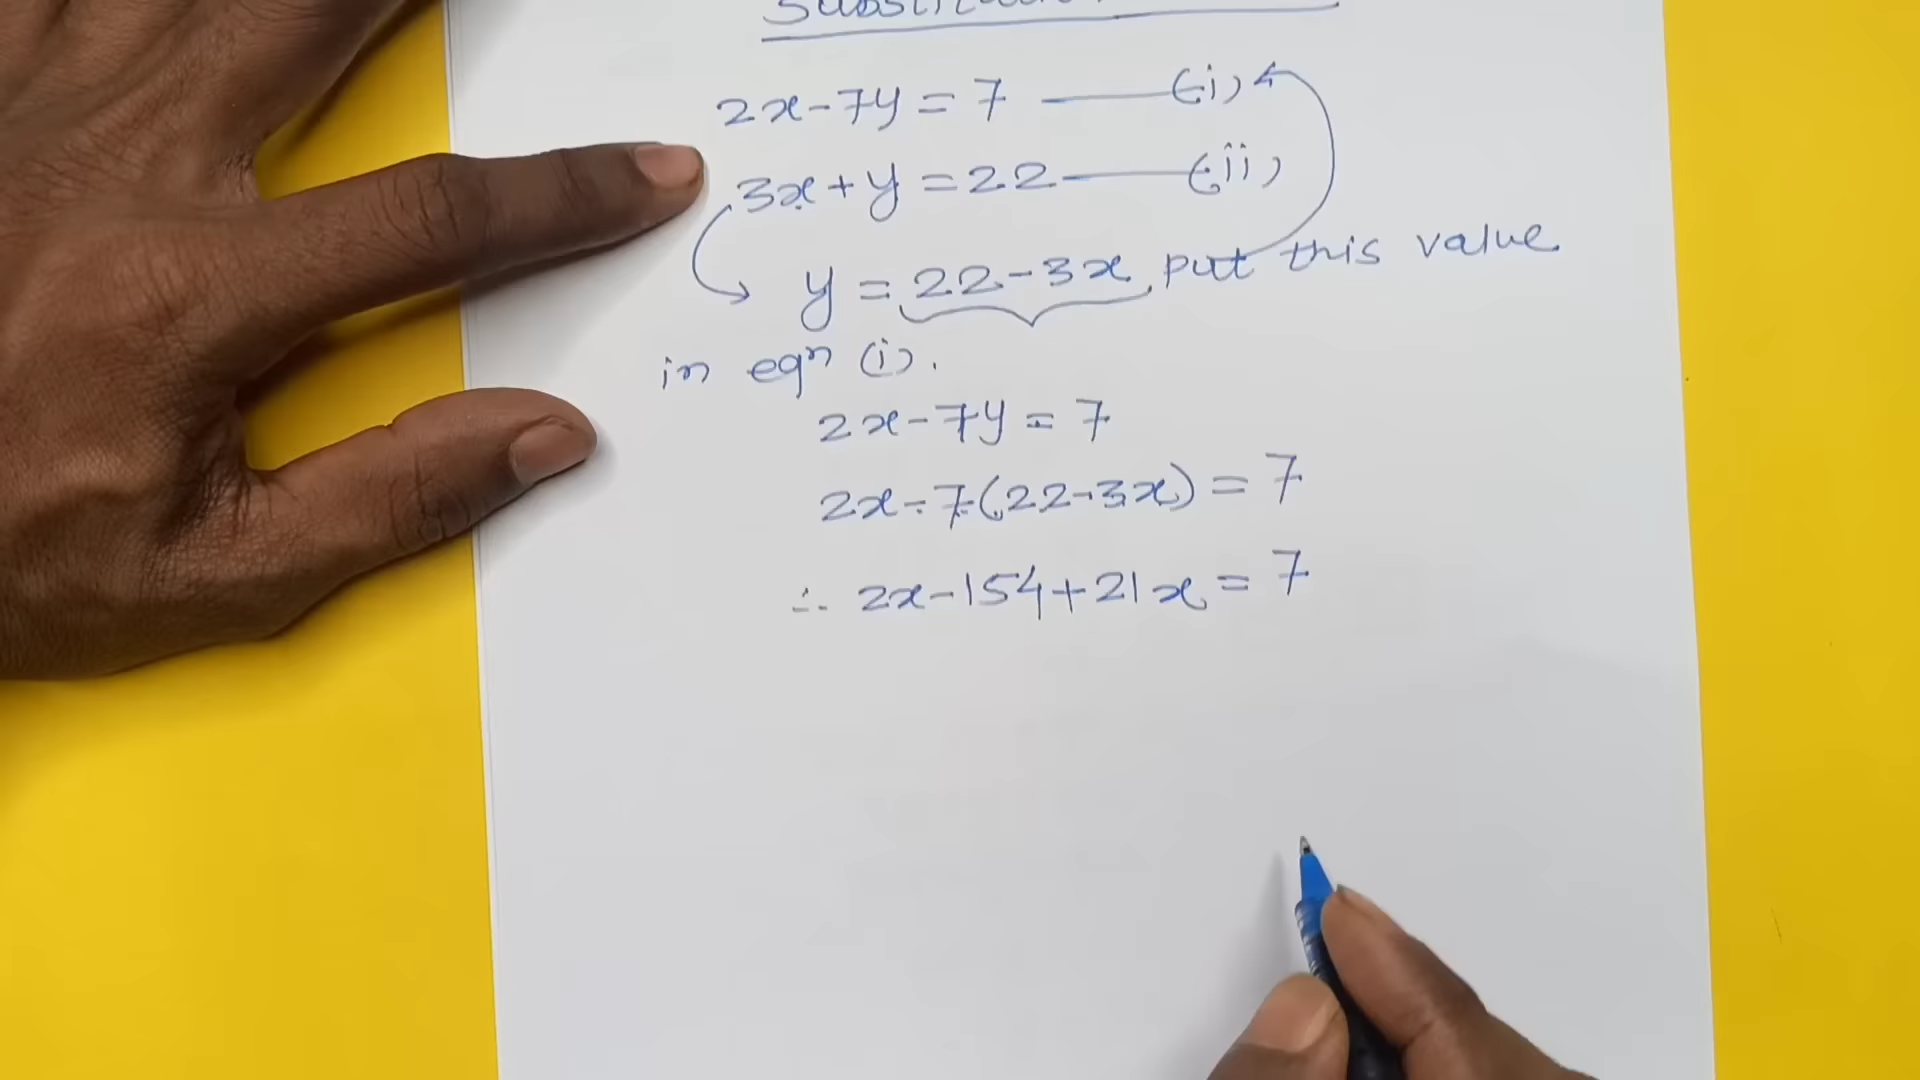 2x-7y=7 —— (i)
3x+y=22 —— (ii)
y=22-3x put this value
in eqⁿ (i).
2x-7y=7
2x-7(22-3x)=7
∴ 2x-154+21x=7